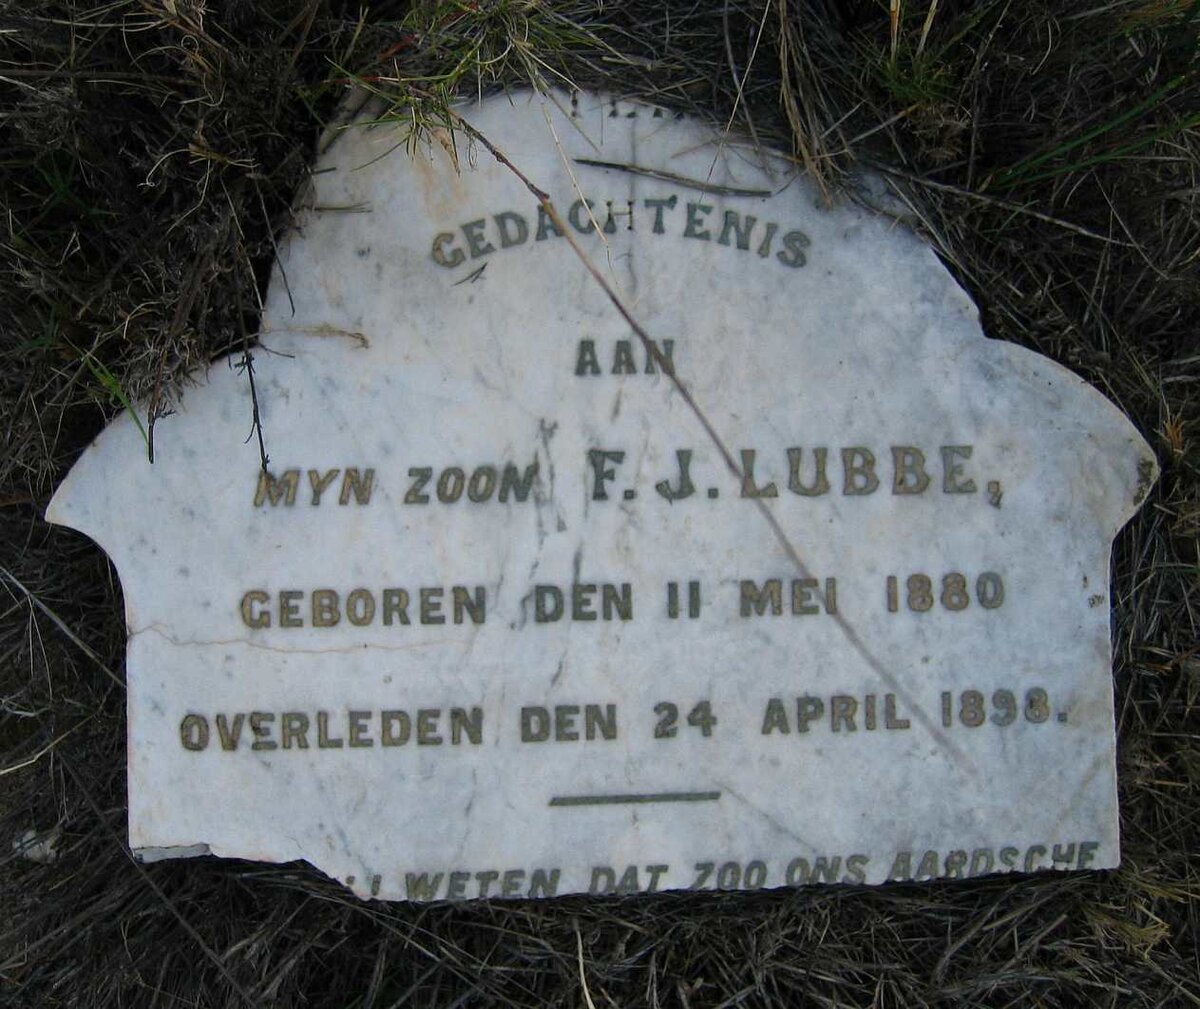 GEDACHTENIS
AAN
MYN ZOON F. J. LUBBE,
GEBOREN DEN 11 MEI 1880
OVERLEDEN DEN 24 APRIL 1898.
WETEN DAT ZOO ONS AARDSCHE